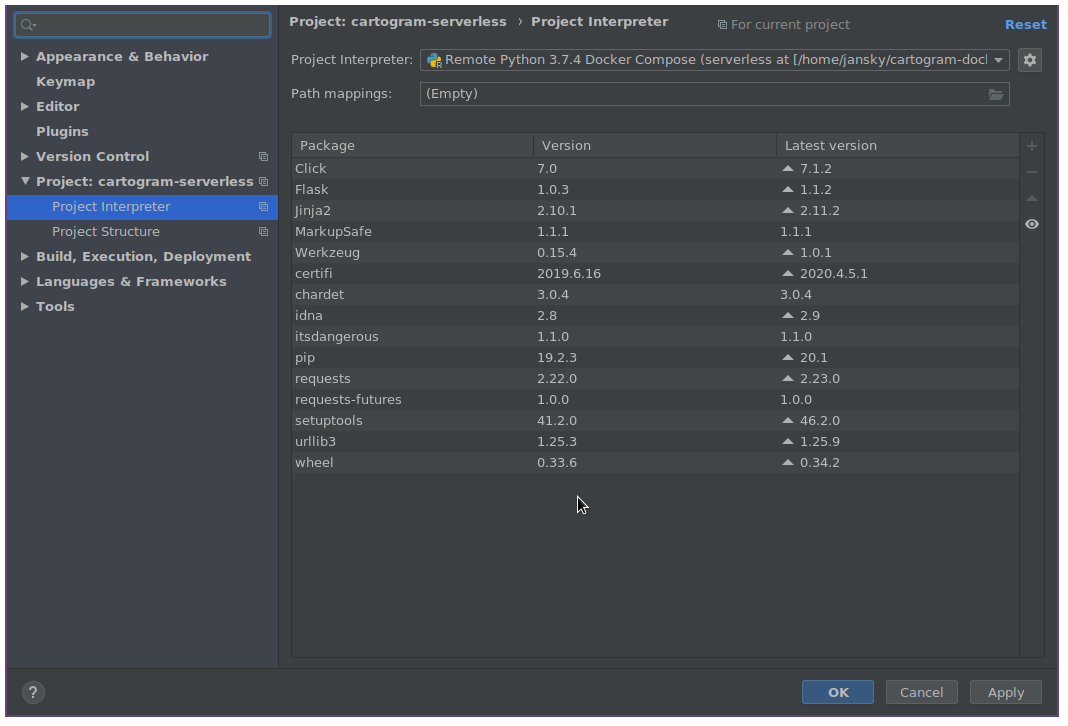 Project: cartogram-serverless › Project Interpreter
For current project
Reset
Appearance & Behavior
Keymap
Editor
Plugins
Version Control
Project: cartogram-serverless
Project Interpreter
Project Structure
Build, Execution, Deployment
Languages & Frameworks
Tools
Project Interpreter: Remote Python 3.7.4 Docker Compose (serverless at [/home/jansky/cartogram-docl
Path mappings: (Empty)
Package Version Latest version
Click 7.0 7.1.2
Flask 1.0.3 1.1.2
Jinja2 2.10.1 2.11.2
MarkupSafe 1.1.1 1.1.1
Werkzeug 0.15.4 1.0.1
certifi 2019.6.16 2020.4.5.1
chardet 3.0.4 3.0.4
idna 2.8 2.9
itsdangerous 1.1.0 1.1.0
pip 19.2.3 20.1
requests 2.22.0 2.23.0
requests-futures 1.0.0 1.0.0
setuptools 41.2.0 46.2.0
urllib3 1.25.3 1.25.9
wheel 0.33.6 0.34.2
? OK Cancel Apply